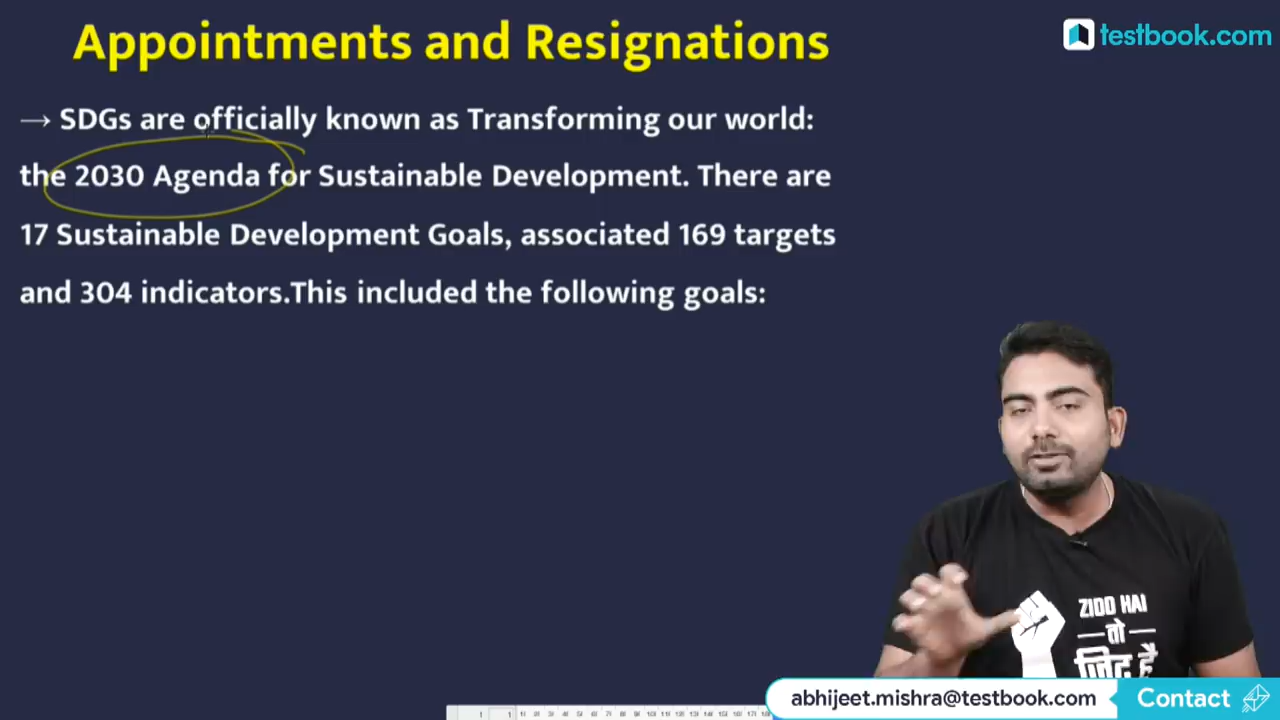 Appointments and Resignations
testbook.com
→ SDGs are officially known as Transforming our world:
the 2030 Agenda for Sustainable Development. There are
17 Sustainable Development Goals, associated 169 targets
and 304 indicators.This included the following goals:
ZIDD HAI
तो
ज़िद है
abhijeet.mishra@testbook.com
Contact